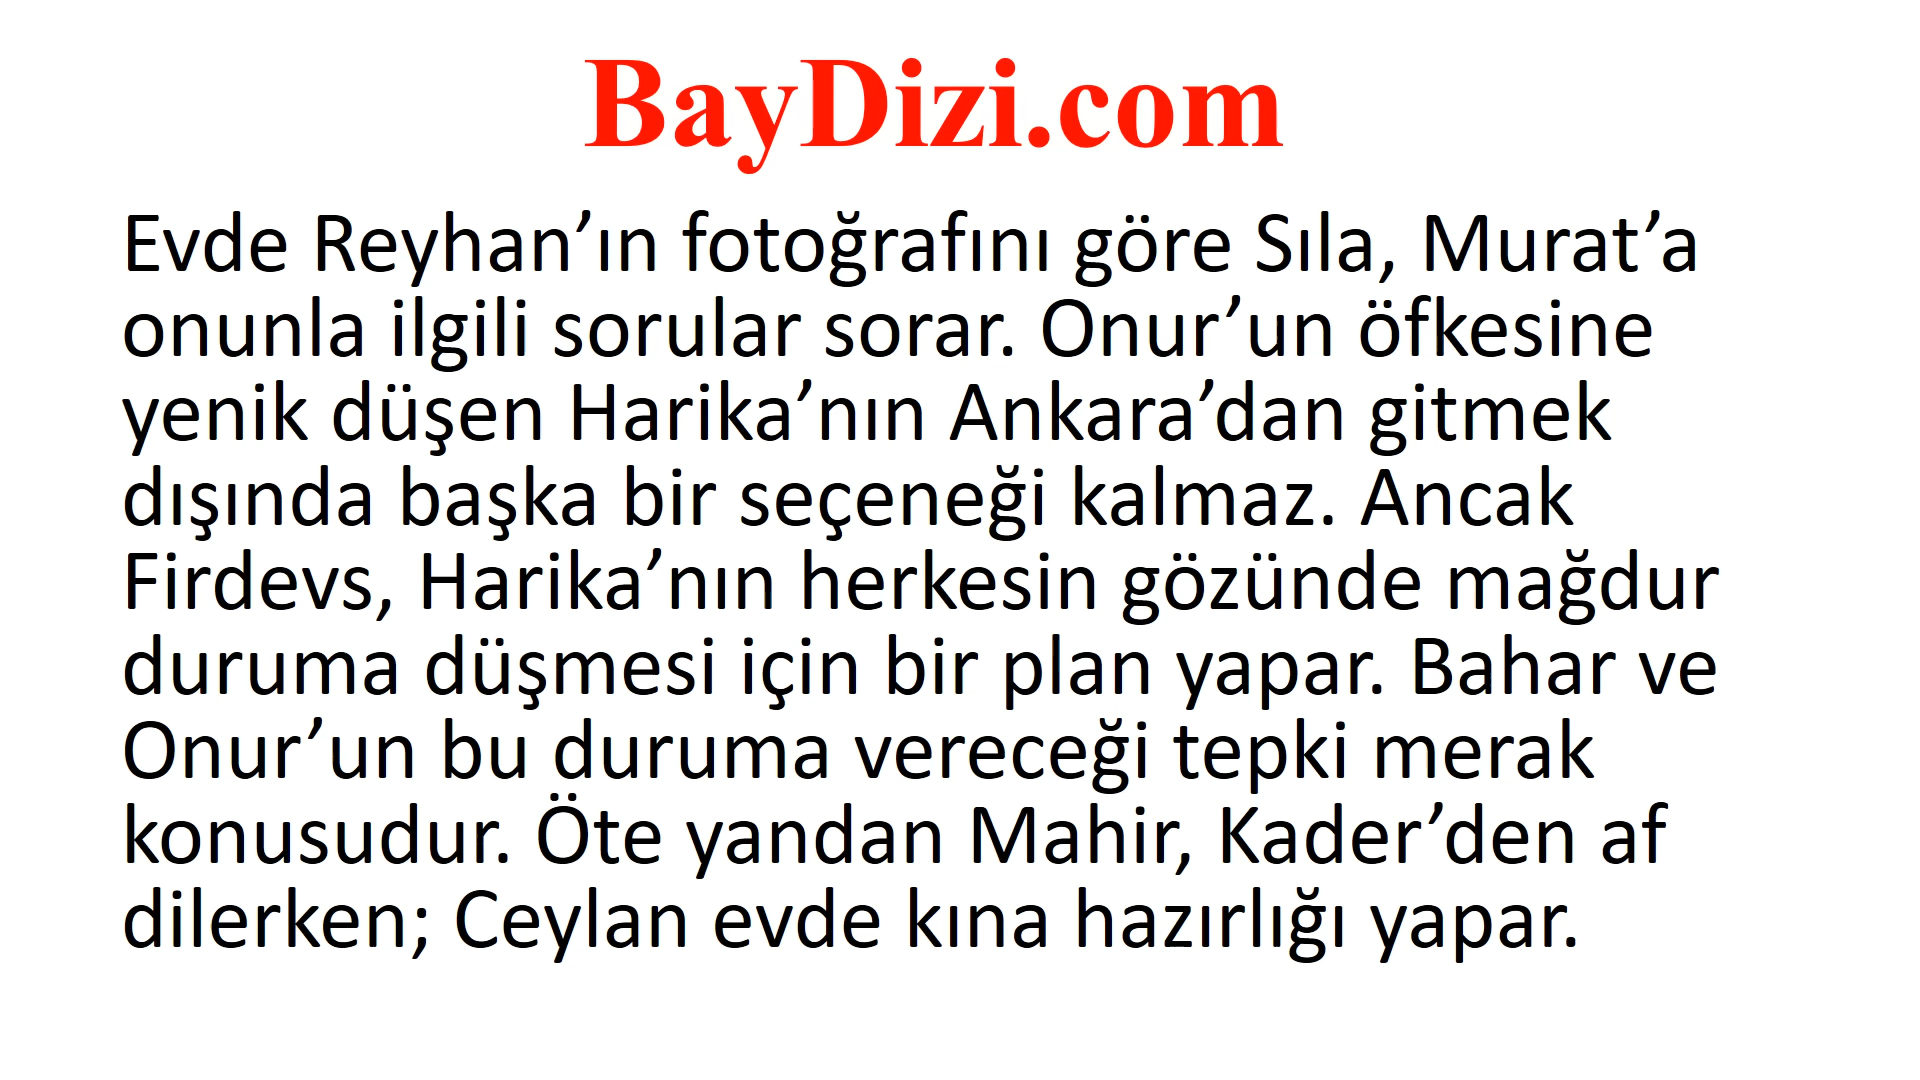 BayDizi.com
Evde Reyhan’ın fotoğrafını göre Sıla, Murat’a
onunla ilgili sorular sorar. Onur’un öfkesine
yenik düşen Harika’nın Ankara’dan gitmek
dışında başka bir seçeneği kalmaz. Ancak
Firdevs, Harika’nın herkesin gözünde mağdur
duruma düşmesi için bir plan yapar. Bahar ve
Onur’un bu duruma vereceği tepki merak
konusudur. Öte yandan Mahir, Kader’den af
dilerken; Ceylan evde kına hazırlığı yapar.